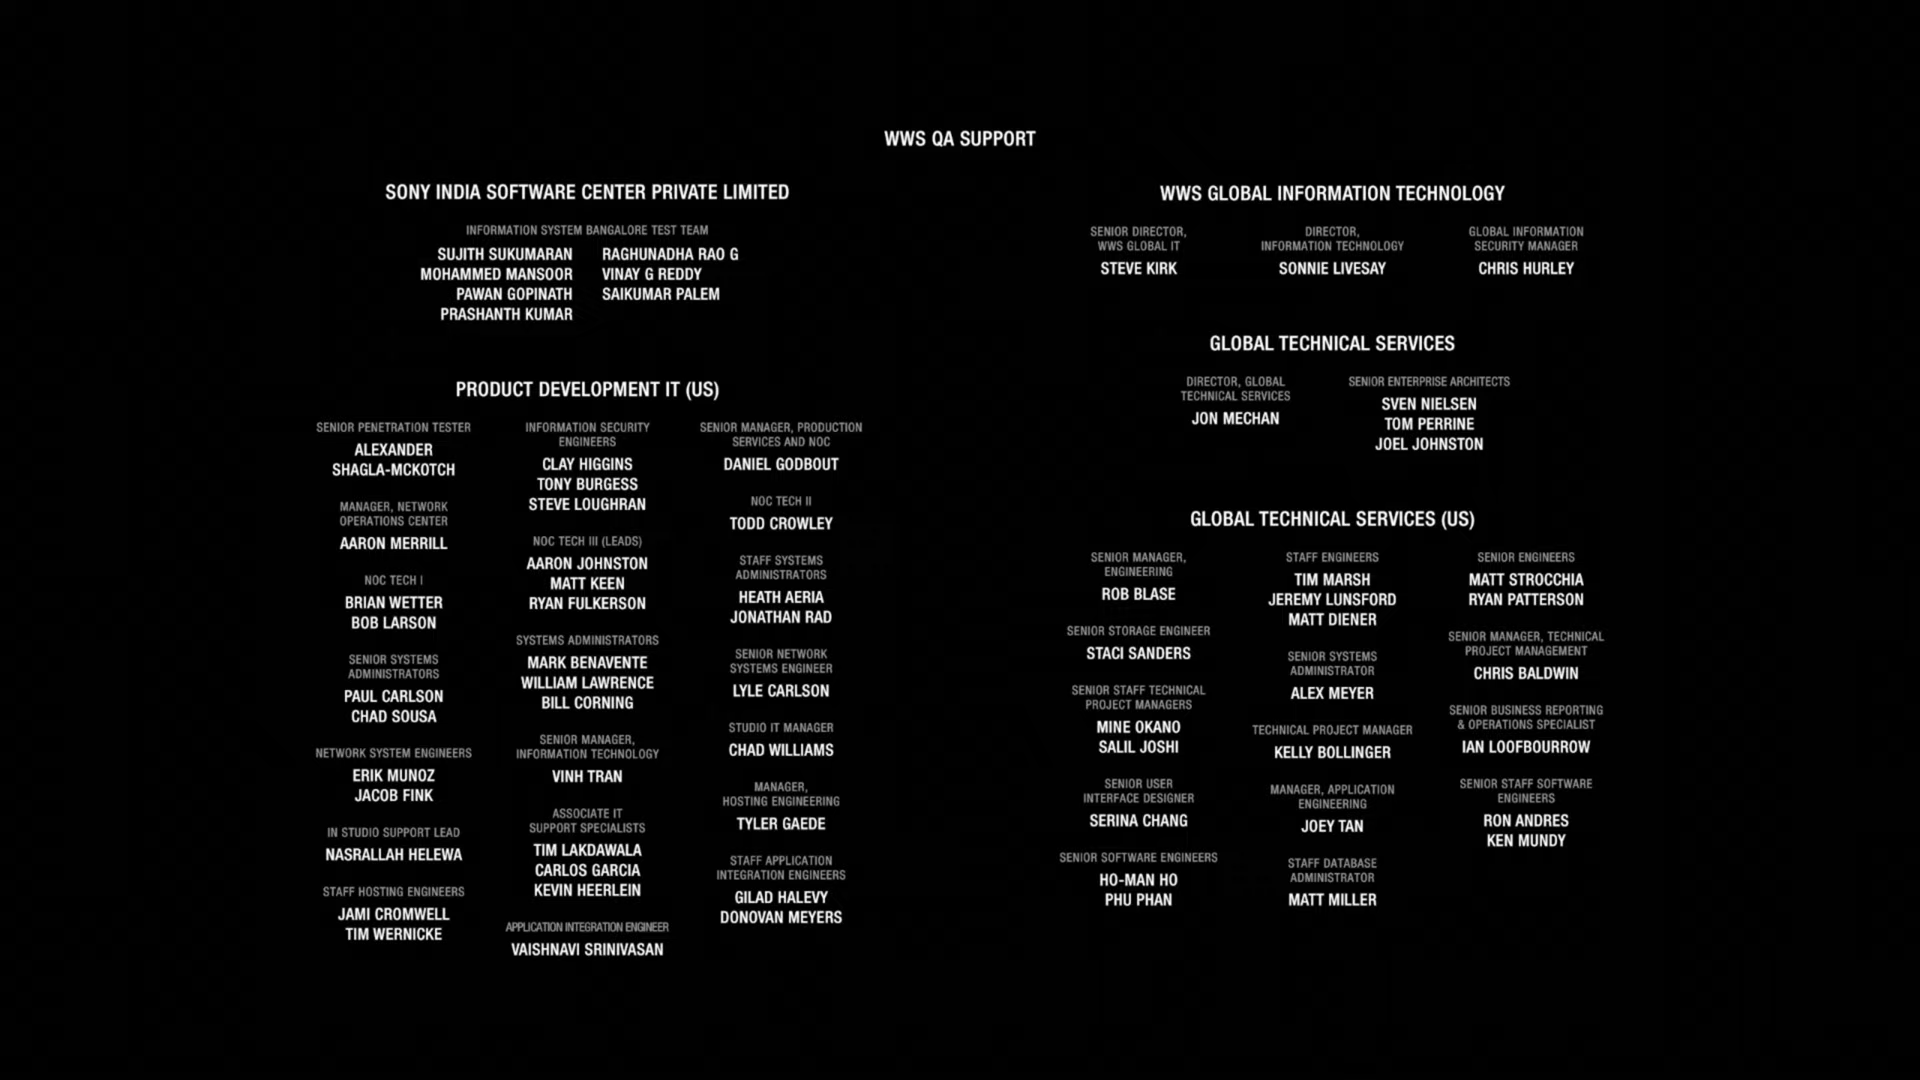 WWS QA SUPPORT
SONY INDIA SOFTWARE CENTER PRIVATE LIMITED
INFORMATION SYSTEM BANGALORE TEST TEAM
SUJITH SUKUMARAN
MOHAMMED MANSOOR
PAWAN GOPINATH
PRASHANTH KUMAR
RAGHUNADHA RAO G
VINAY G REDDY
SAIKUMAR PALEM
PRODUCT DEVELOPMENT IT (US)
SENIOR PENETRATION TESTER
ALEXANDER
SHAGLA-MCKOTCH
MANAGER, NETWORK
OPERATIONS CENTER
AARON MERRILL
NOC TECH I
BRIAN WETTER
BOB LARSON
SENIOR SYSTEMS
ADMINISTRATORS
PAUL CARLSON
CHAD SOUSA
NETWORK SYSTEM ENGINEERS
ERIK MUNOZ
JACOB FINK
IN STUDIO SUPPORT LEAD
NASRALLAH HELEWA
STAFF HOSTING ENGINEERS
JAMI CROMWELL
TIM WERNICKE
INFORMATION SECURITY
ENGINEERS
CLAY HIGGINS
TONY BURGESS
STEVE LOUGHRAN
NOC TECH III (LEADS)
AARON JOHNSTON
MATT KEEN
RYAN FULKERSON
SYSTEMS ADMINISTRATORS
MARK BENAVENTE
WILLIAM LAWRENCE
BILL CORNING
SENIOR MANAGER,
INFORMATION TECHNOLOGY
VINH TRAN
ASSOCIATE IT
SUPPORT SPECIALISTS
TIM LAKDAWALA
CARLOS GARCIA
KEVIN HEERLEIN
APPLICATION INTEGRATION ENGINEER
VAISHNAVI SRINIVASAN
SENIOR MANAGER, PRODUCTION
SERVICES AND NOC
DANIEL GODBOUT
NOC TECH II
TODD CROWLEY
STAFF SYSTEMS
ADMINISTRATORS
HEATH AERIA
JONATHAN RAD
SENIOR NETWORK
SYSTEMS ENGINEER
LYLE CARLSON
STUDIO IT MANAGER
CHAD WILLIAMS
MANAGER,
HOSTING ENGINEERING
TYLER GAEDE
STAFF APPLICATION
INTEGRATION ENGINEERS
GILAD HALEVY
DONOVAN MEYERS
WWS GLOBAL INFORMATION TECHNOLOGY
SENIOR DIRECTOR,
WWS GLOBAL IT
STEVE KIRK
DIRECTOR,
INFORMATION TECHNOLOGY
SONNIE LIVESAY
GLOBAL INFORMATION
SECURITY MANAGER
CHRIS HURLEY
GLOBAL TECHNICAL SERVICES
DIRECTOR, GLOBAL
TECHNICAL SERVICES
JON MECHAN
SENIOR ENTERPRISE ARCHITECTS
SVEN NIELSEN
TOM PERRINE
JOEL JOHNSTON
GLOBAL TECHNICAL SERVICES (US)
SENIOR MANAGER,
ENGINEERING
ROB BLASE
SENIOR STORAGE ENGINEER
STACI SANDERS
SENIOR STAFF TECHNICAL
PROJECT MANAGERS
MINE OKANO
SALIL JOSHI
SENIOR USER
INTERFACE DESIGNER
SERINA CHANG
SENIOR SOFTWARE ENGINEERS
HO-MAN HO
PHU PHAN
STAFF ENGINEERS
TIM MARSH
JEREMY LUNSFORD
MATT DIENER
SENIOR SYSTEMS
ADMINISTRATOR
ALEX MEYER
TECHNICAL PROJECT MANAGER
KELLY BOLLINGER
MANAGER, APPLICATION
ENGINEERING
JOEY TAN
STAFF DATABASE
ADMINISTRATOR
MATT MILLER
SENIOR ENGINEERS
MATT STROCCHIA
RYAN PATTERSON
SENIOR MANAGER, TECHNICAL
PROJECT MANAGEMENT
CHRIS BALDWIN
SENIOR BUSINESS REPORTING
& OPERATIONS SPECIALIST
IAN LOOFBOURROW
SENIOR STAFF SOFTWARE
ENGINEERS
RON ANDRES
KEN MUNDY